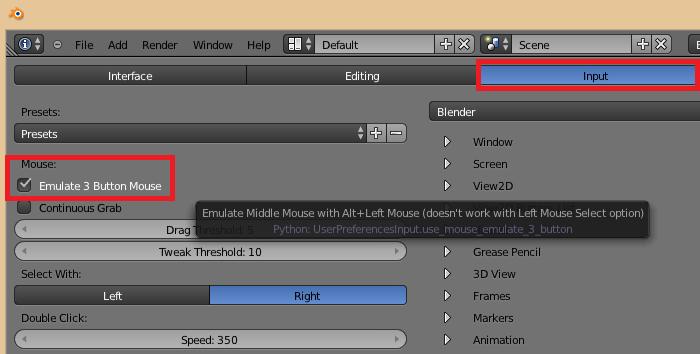 File Add Render Window Help Default Scene
Interface Editing Input
Presets:
Presets
Blender
Window
Mouse:
Screen
Emulate 3 Button Mouse
View2D
Continuous Grab
Emulate Middle Mouse with Alt+Left Mouse (doesn't work with Left Mouse Select option)
Python: UserPreferencesInput.use_mouse_emulate_3_button
Drag Threshold: 5
Tweak Threshold: 10
Grease Pencil
Select With:
3D View
Left Right
Frames
Double Click:
Markers
Speed: 350
Animation